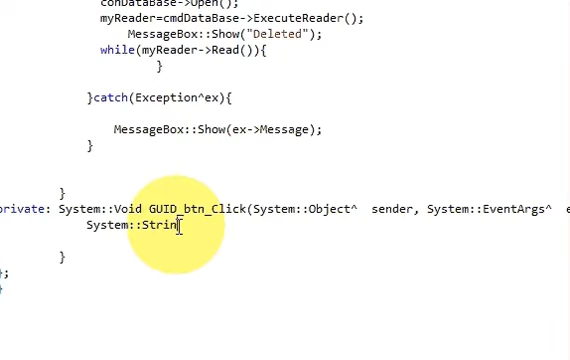 conDataBase->Open();
myReader=cmdDataBase->ExecuteReader();
MessageBox::Show("Deleted");
while(myReader->Read()){
}
}catch(Exception^ex){
MessageBox::Show(ex->Message);
}
}
private: System::Void GUID_btn_Click(System::Object^  sender, System::EventArgs^  e
System::Strin
}
};
}